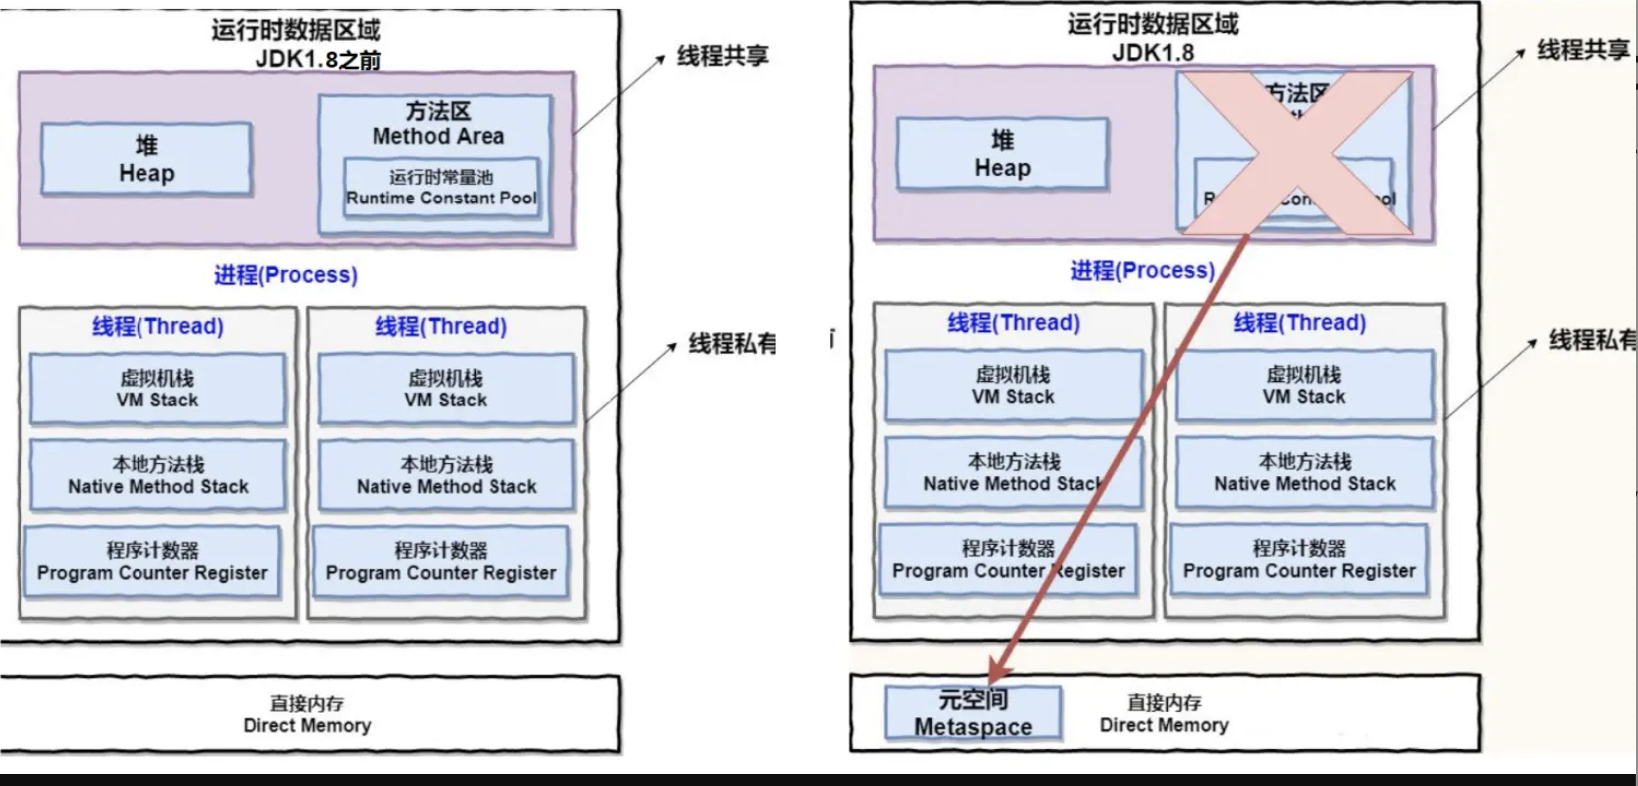 运行时数据区域
JDK1.8之前
线程共享
堆
Heap
方法区
Method Area
运行时常量池
Runtime Constant Pool
进程(Process)
线程(Thread)
虚拟机栈
VM Stack
本地方法栈
Native Method Stack
程序计数器
Program Counter Register
线程(Thread)
虚拟机栈
VM Stack
本地方法栈
Native Method Stack
程序计数器
Program Counter Register
线程私有
直接内存
Direct Memory
运行时数据区域
JDK1.8
线程共享
堆
Heap
方法区
进程(Process)
线程(Thread)
虚拟机栈
VM Stack
本地方法栈
Native Method Stack
程序计数器
Program Counter Register
线程(Thread)
虚拟机栈
VM Stack
本地方法栈
Native Method Stack
程序计数器
Program Counter Register
线程私有
元空间
Metaspace
直接内存
Direct Memory